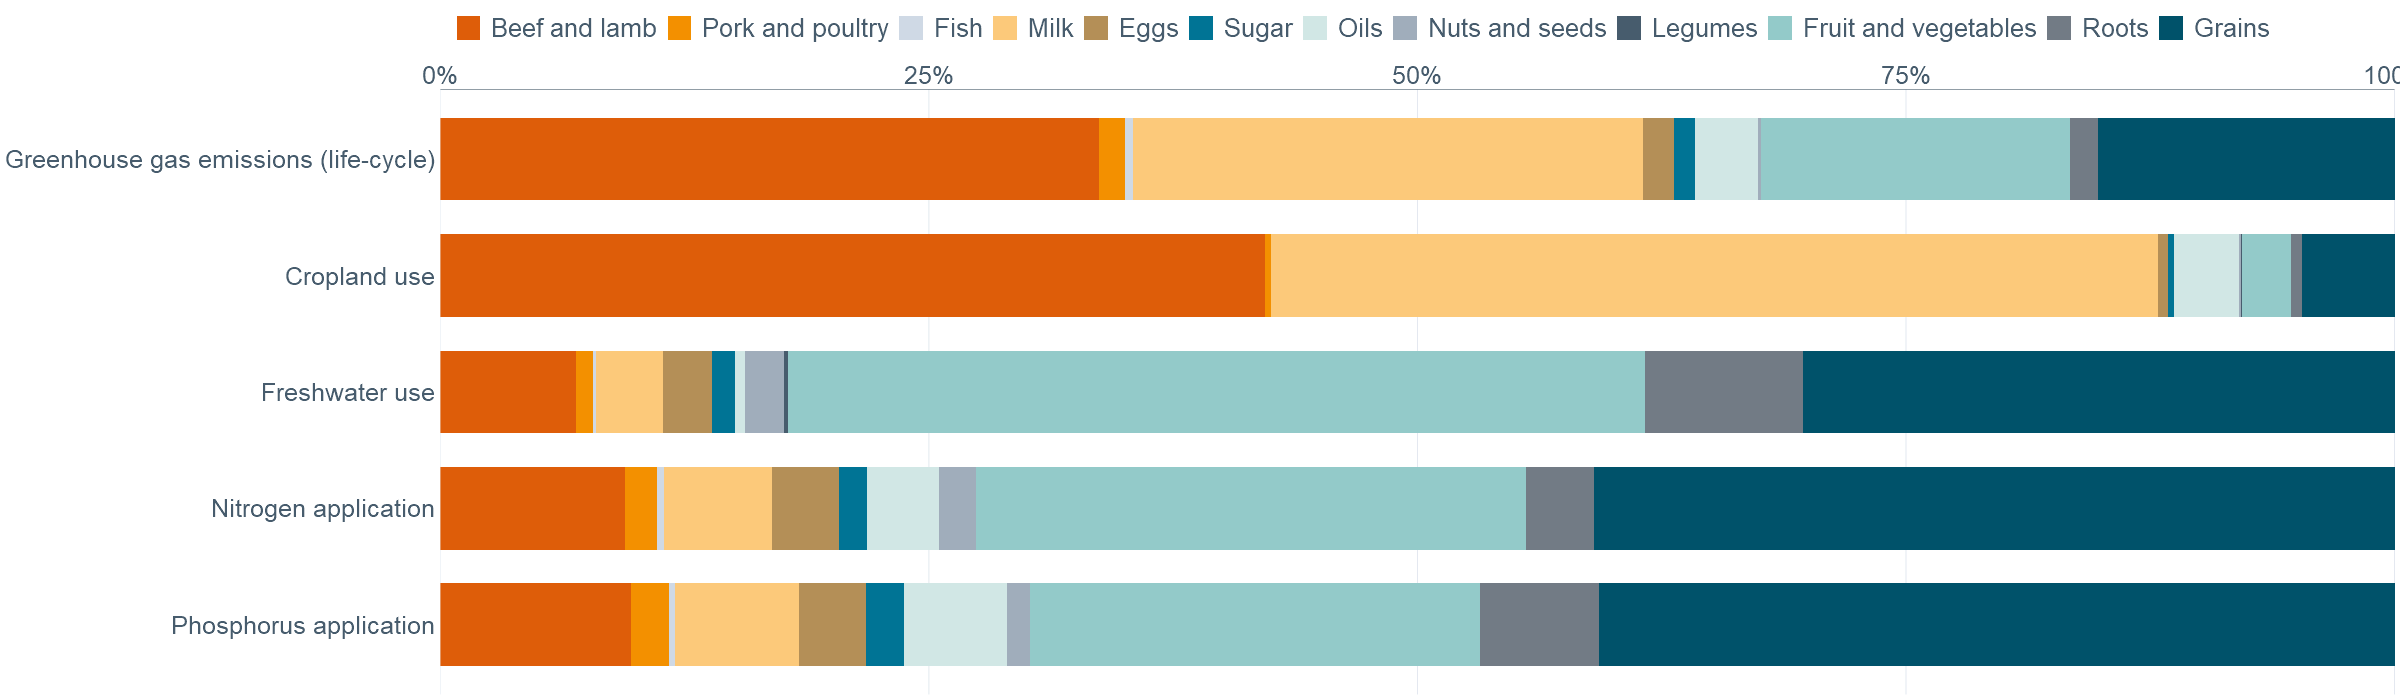 Beef and lamb Pork and poultry Fish Milk Eggs Sugar Oils Nuts and seeds Legumes Fruit and vegetables Roots Grains
0% 25% 50% 75% 100
Greenhouse gas emissions (life-cycle)
Cropland use
Freshwater use
Nitrogen application
Phosphorus application